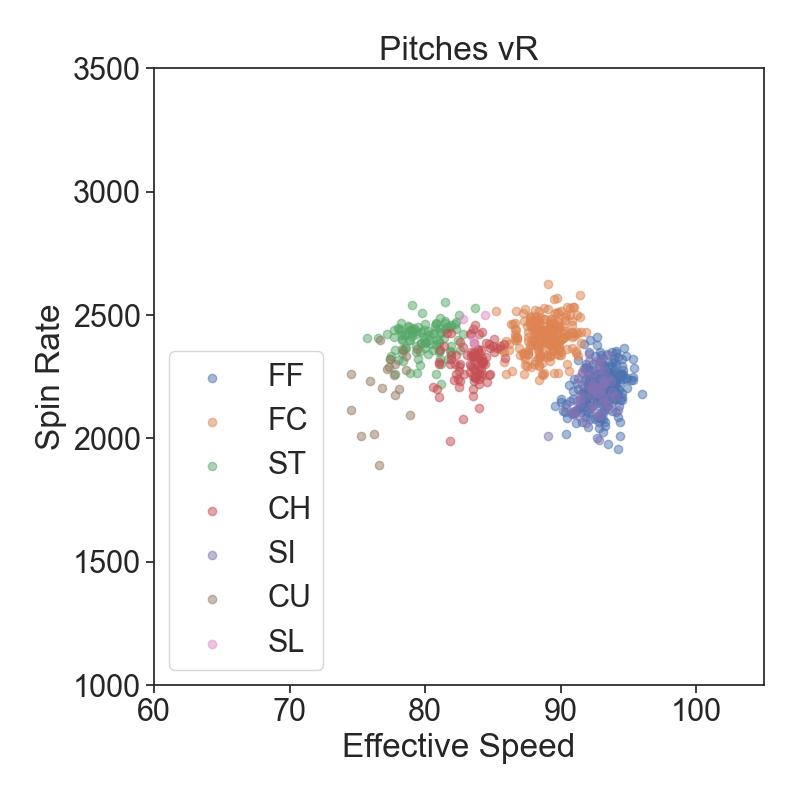 Pitches vR
3500
3000
2500
2000
1500
1000
Spin Rate
FF
FC
ST
CH
SI
CU
SL
60 70 80 90 100
Effective Speed